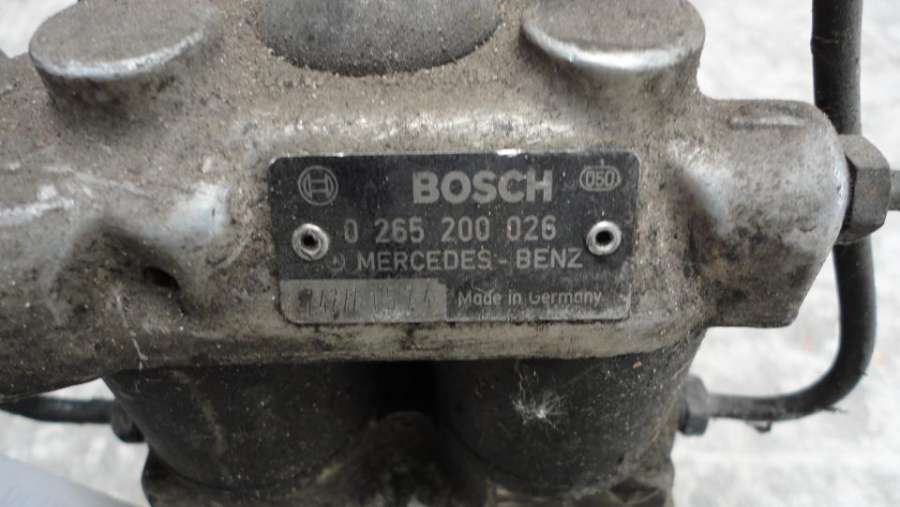 BOSCH 050
0 265 200 026
MERCEDES-BENZ
Made in Germany